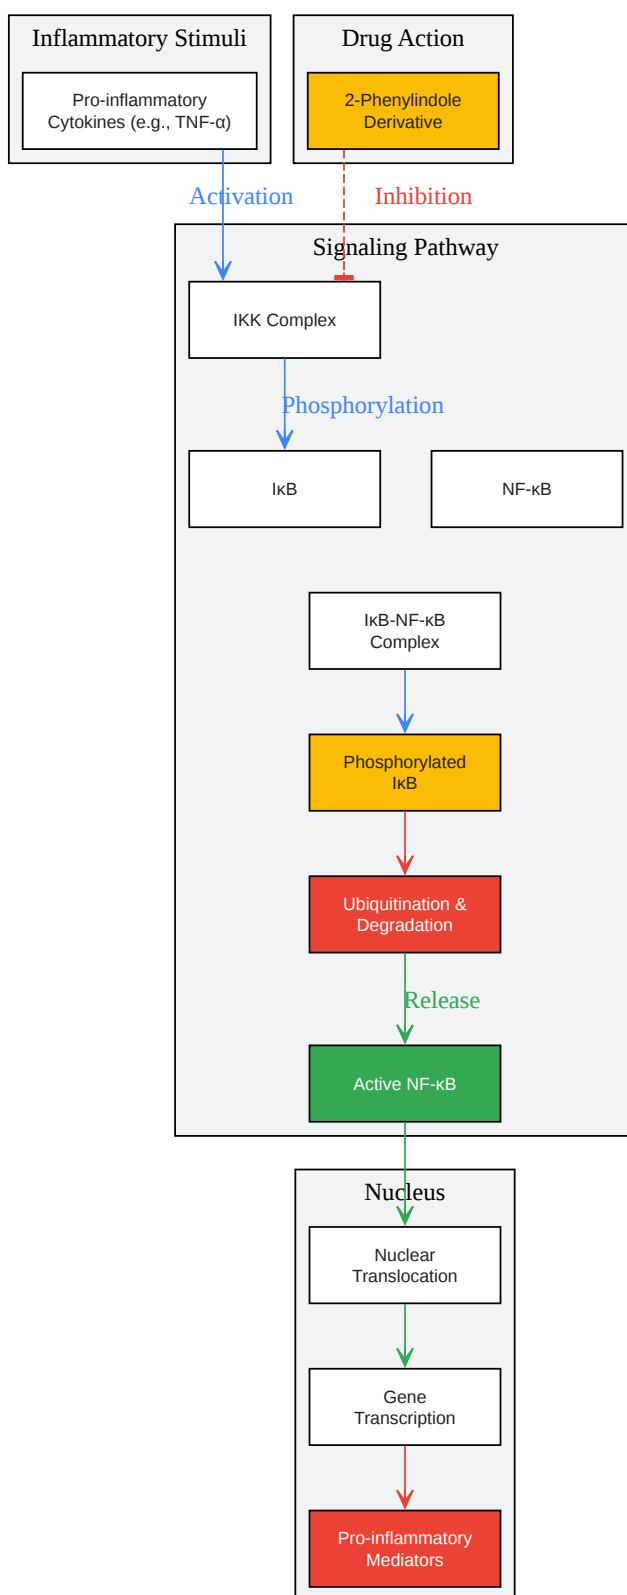 Inflammatory Stimuli
Drug Action
Pro-inflammatory
Cytokines (e.g., TNF-α)
2-Phenylindole
Derivative
Activation
Inhibition
Signaling Pathway
IKK Complex
Phosphorylation
IκB
NF-κB
IκB-NF-κB
Complex
Phosphorylated
IκB
Ubiquitination &
Degradation
Release
Active NF-κB
Nucleus
Nuclear
Translocation
Gene
Transcription
Pro-inflammatory
Mediators